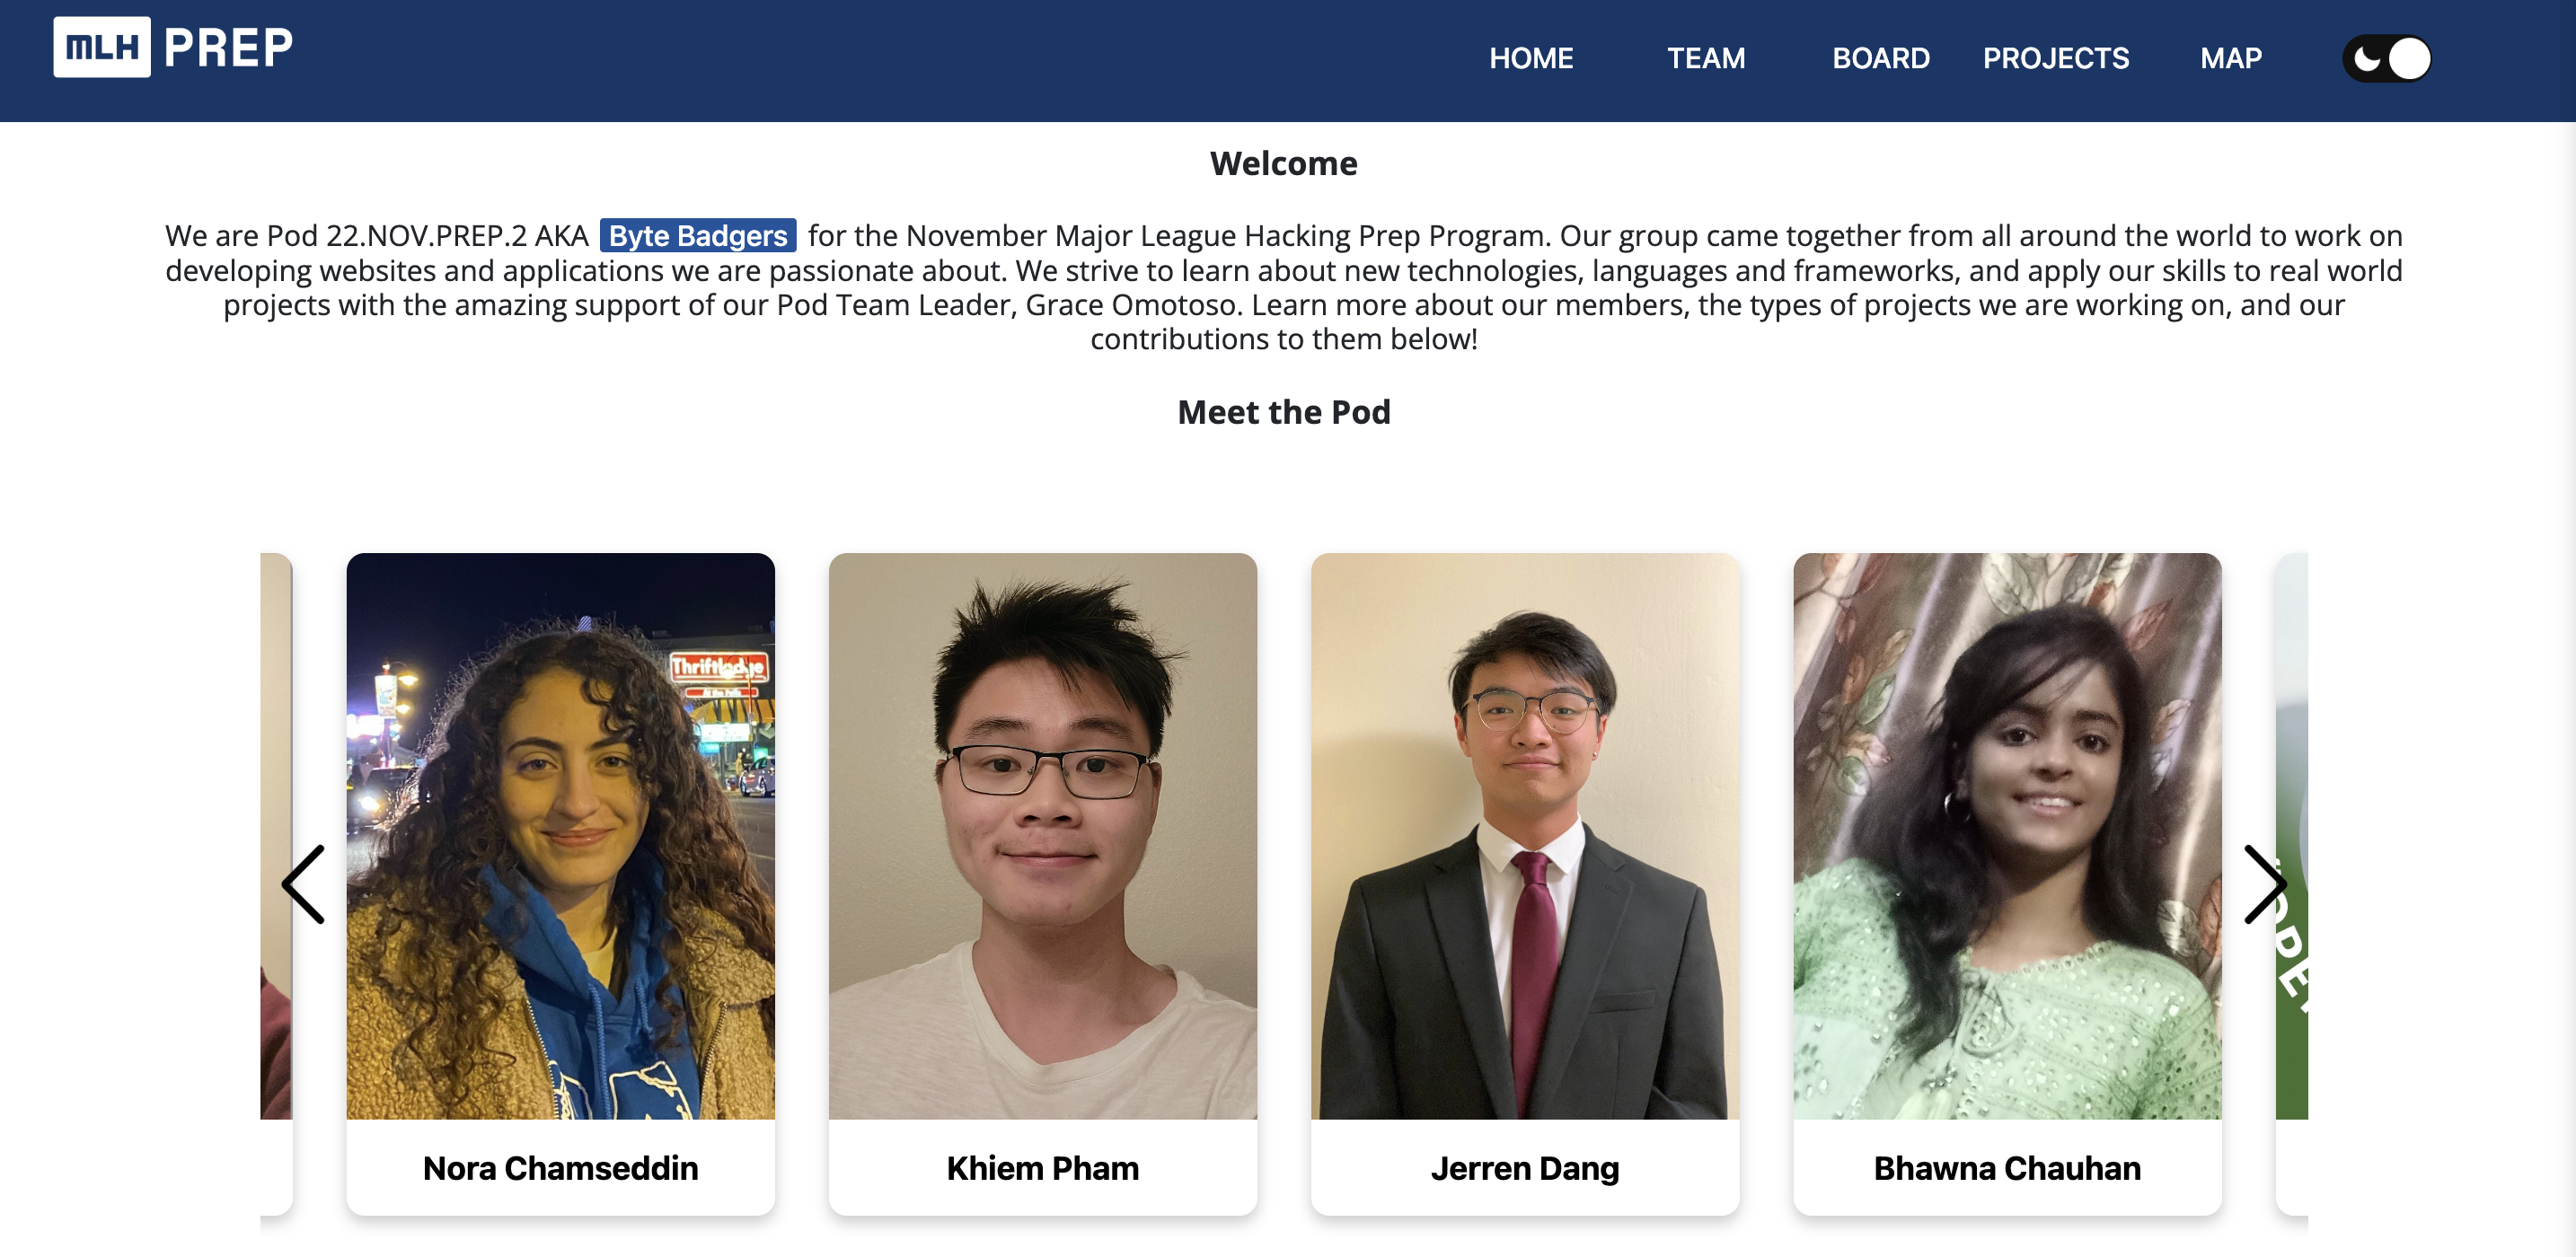 MLH PREP
HOME TEAM BOARD PROJECTS MAP
Welcome
We are Pod 22.NOV.PREP.2 AKA Byte Badgers for the November Major League Hacking Prep Program. Our group came together from all around the world to work on
developing websites and applications we are passionate about. We strive to learn about new technologies, languages and frameworks, and apply our skills to real world
projects with the amazing support of our Pod Team Leader, Grace Omotoso. Learn more about our members, the types of projects we are working on, and our
contributions to them below!
Meet the Pod
Thriftlodge
Nora Chamseddin
Khiem Pham
Jerren Dang
Bhawna Chauhan